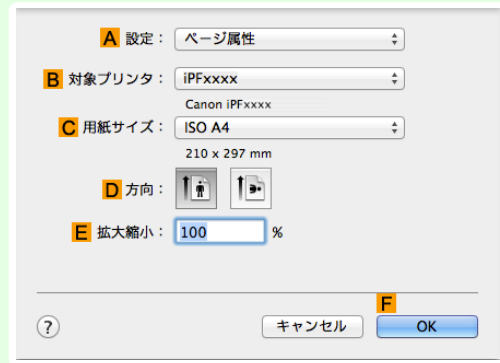 A 設定： ページ属性
B 対象プリンタ： iPFxxxx
Canon iPFxxxx
C 用紙サイズ： ISO A4
210 x 297 mm
D 方向：
E 拡大縮小： 100 %
F
? キャンセル OK